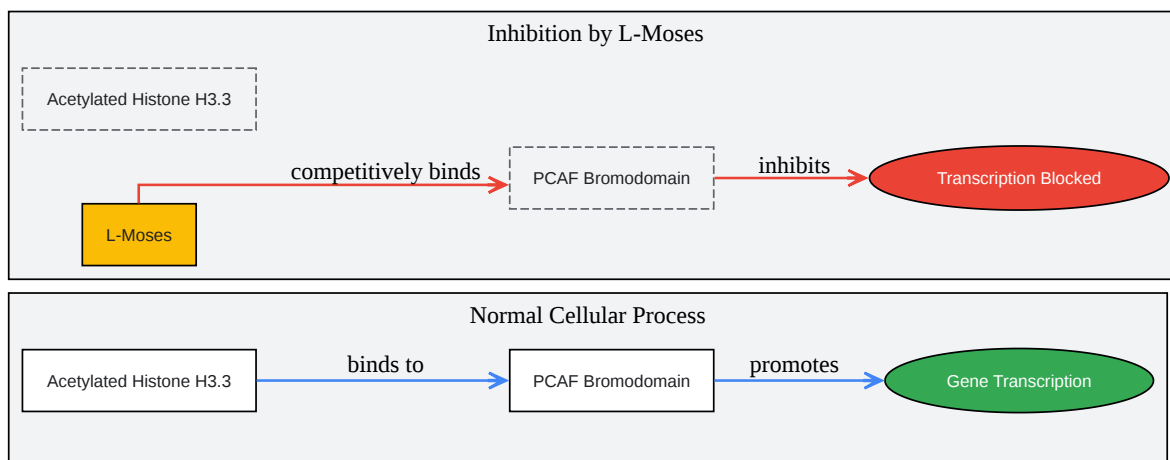 Inhibition by L-Moses
Acetylated Histone H3.3
competitively binds
PCAF Bromodomain
inhibits
Transcription Blocked
L-Moses
Normal Cellular Process
Acetylated Histone H3.3
binds to
PCAF Bromodomain
promotes
Gene Transcription